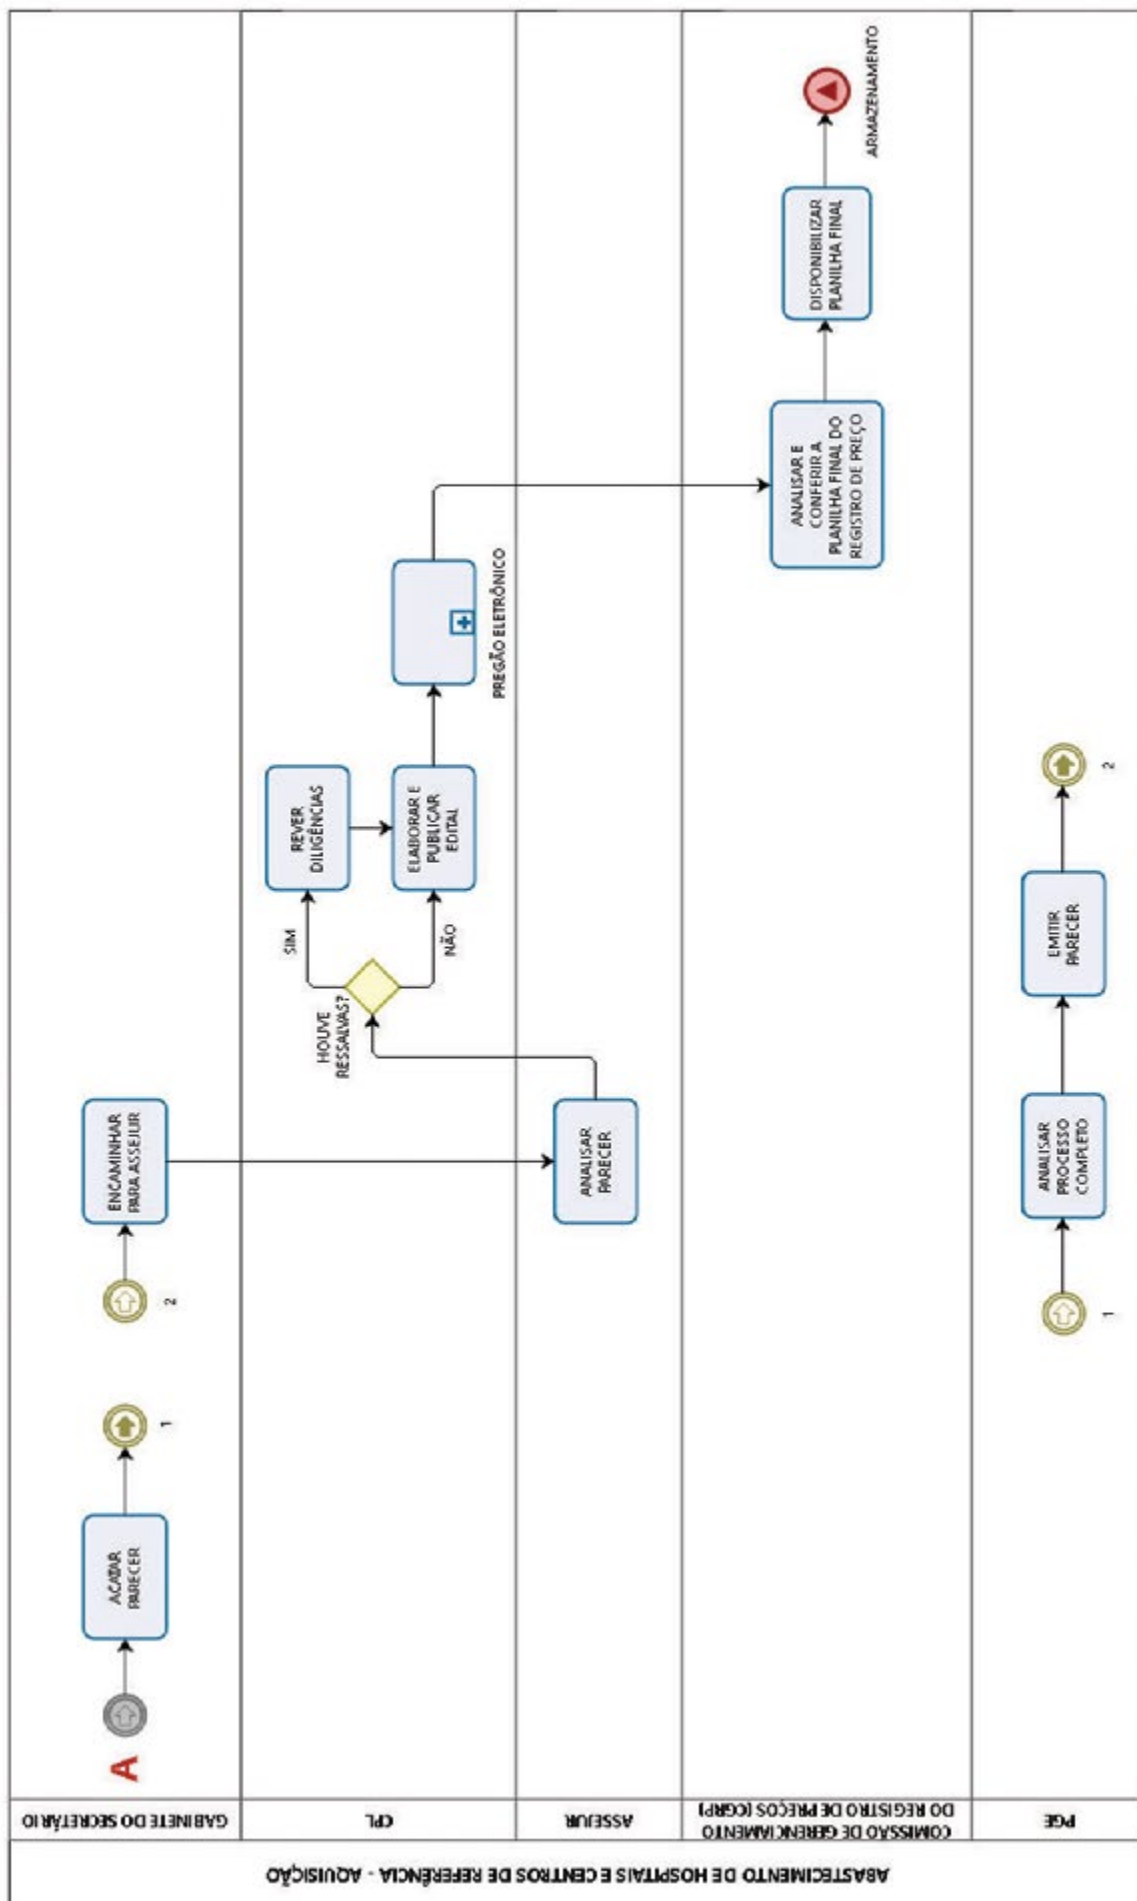 ABASTECIMENTO DE HOSPITAIS E CENTROS DE REFERÊNCIA - AQUISIÇÃO
GABINETE DO SECRETÁRIO
A
ACATAR
PARECER
1
2
ENCAMINHAR
PARA ASSEJUR
CPL
HOUVE
RESSALVAS?
SIM
NÃO
REVER
DILIGÊNCIAS
ELABORAR E
PUBLICAR
EDITAL
PREGÃO ELETRÔNICO
ASSEJUR
ANALISAR
PARECER
COMISSÃO DE GERENCIAMENTO
DO REGISTRO DE PREÇOS (CGRP)
ANALISAR E
CONFERIR A
PLANILHA FINAL DO
REGISTRO DE PREÇO
DISPONIBILIZAR
PLANILHA FINAL
ARMAZENAMENTO
PGE
1
ANALISAR
PROCESSO
COMPLETO
EMITIR
PARECER
2